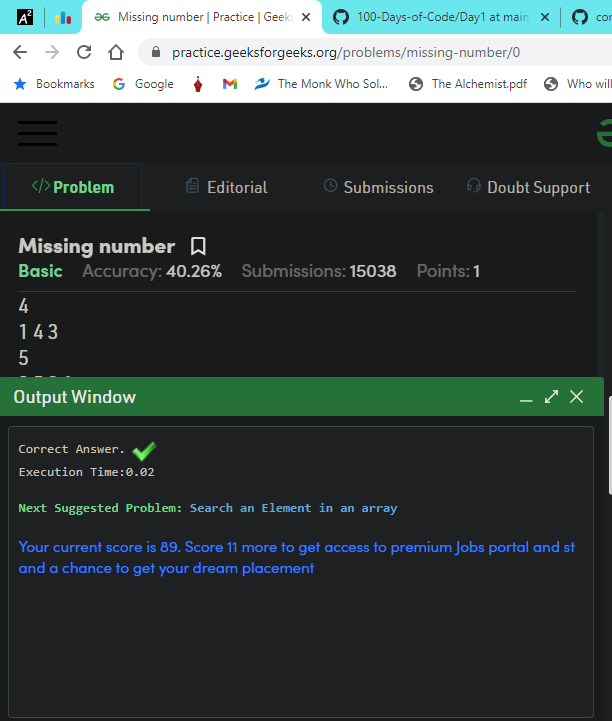 A²
Missing number | Practice | Geeks
100-Days-of-Code/Day1 at main
practice.geeksforgeeks.org/problems/missing-number/0
Bookmarks
Google
The Monk Who Sol...
The Alchemist.pdf
Who will
</>Problem
Editorial
Submissions
Doubt Support
Missing number
Basic Accuracy: 40.26% Submissions: 15038 Points: 1
4
1 4 3
5
Output Window
Correct Answer.
Execution Time:0.02
Next Suggested Problem: Search an Element in an array
Your current score is 89. Score 11 more to get access to premium Jobs portal and st
and a chance to get your dream placement